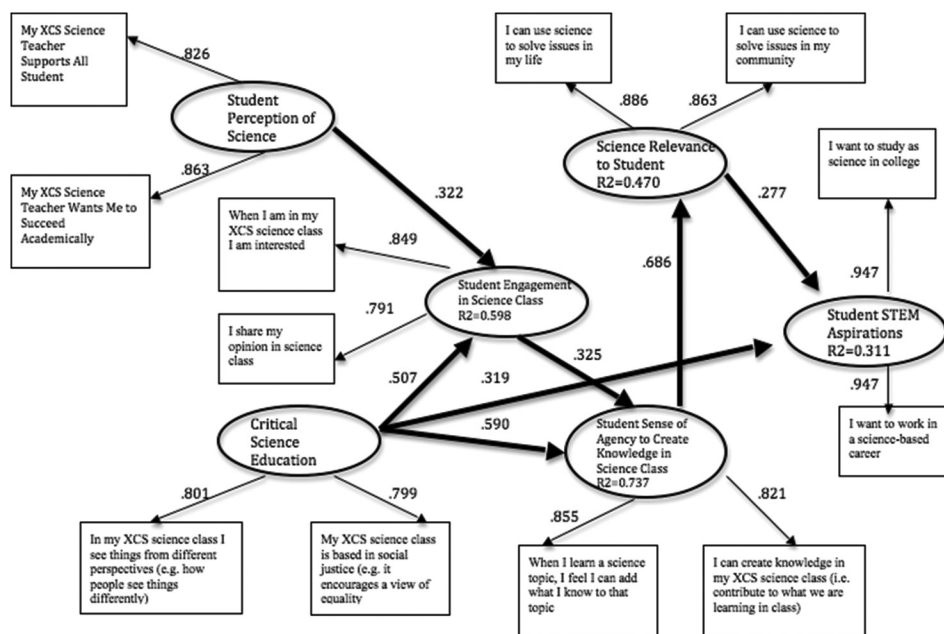 My XCS Science
Teacher
Supports All
Student
.826
Student
Perception of
Science
.863
My XCS Science
Teacher Wants Me to
Succeed
Academically
.322
When I am in my
XCS science class
I am interested
.849
Student Engagement
in Science Class
R2=0.598
.791
I share my
opinion in science
class
.507
.319
.325
.590
Critical
Science
Education
.801
.799
In my XCS science class I
see things from different
perspectives (e.g. how
people see things
differently)
My XCS science class
is based in social
justice (e.g. it
encourages a view of
equality
I can use science
to solve issues in
my life
I can use science to
solve issues in my
community
.886
.863
Science Relevance
to Student
R2=0.470
.277
.686
I want to study as
science in college
.947
Student STEM
Aspirations
R2=0.311
.947
I want to work in
a science-based
career
Student Sense of
Agency to Create
Knowledge in
Science Class
R2=0.737
.855
.821
When I learn a science
topic, I feel I can add
what I know to that
topic
I can create knowledge in
my XCS science class (i.e.
contribute to what we are
learning in class)